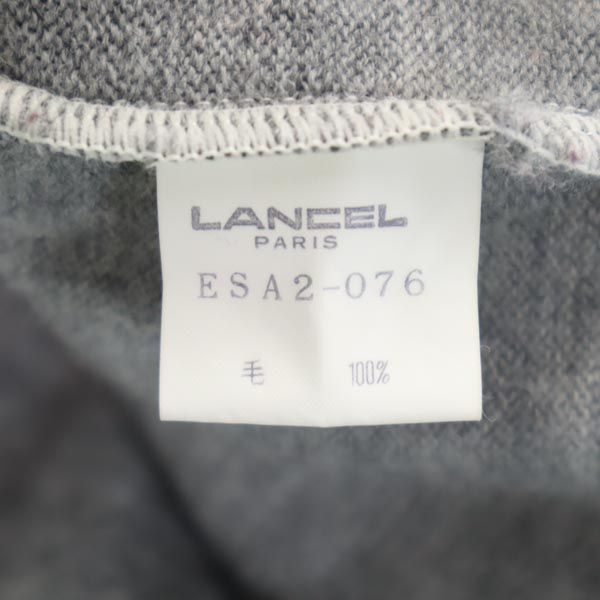 LANCEL
PARIS
ESA2-076
毛 100%